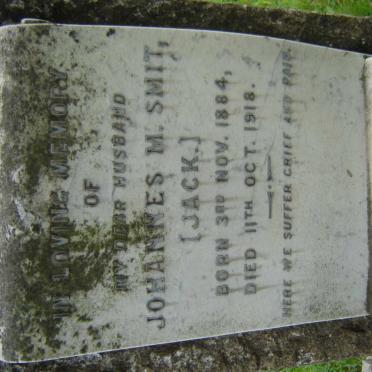 IN LOVING MEMORY
OF
MY DEAR HUSBAND
JOHANNES M. SMIT,
[JACK.]
BORN 3RD NOV. 1884,
DIED 11TH OCT. 1918.
HERE WE SUFFER GRIEF AND PAIN.